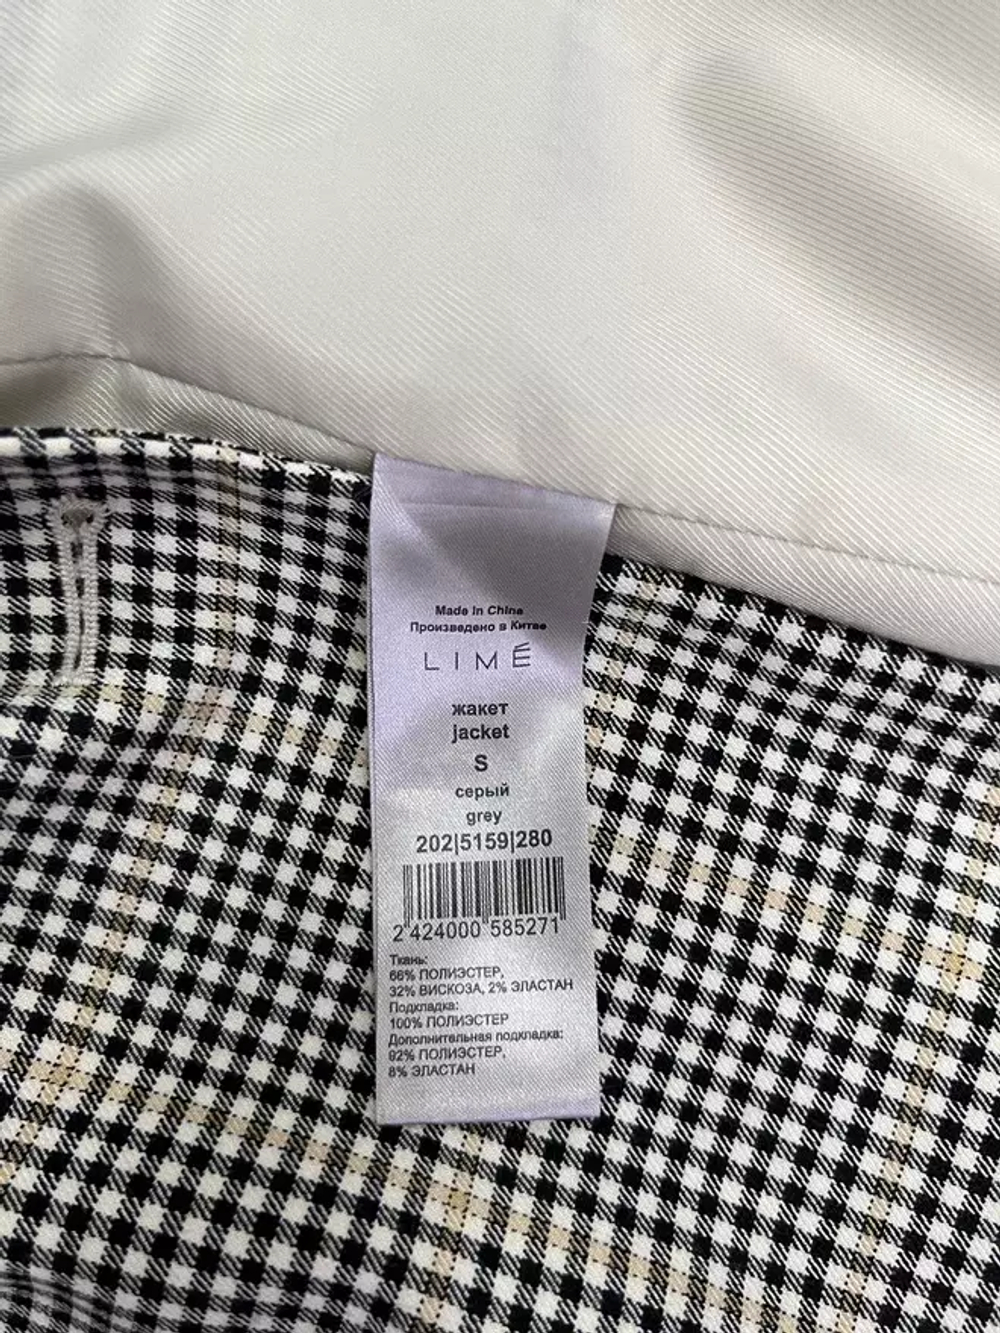 Made in China
Произведено в Китае
LIMÉ
жакет
jacket
S
серый
grey
202|5159|280
2 424000 585271
Ткань:
66% ПОЛИЭСТЕР,
32% ВИСКОЗА, 2% ЭЛАСТАН
Подкладка:
100% ПОЛИЭСТЕР
Дополнительная подкладка:
92% ПОЛИЭСТЕР,
8% ЭЛАСТАН